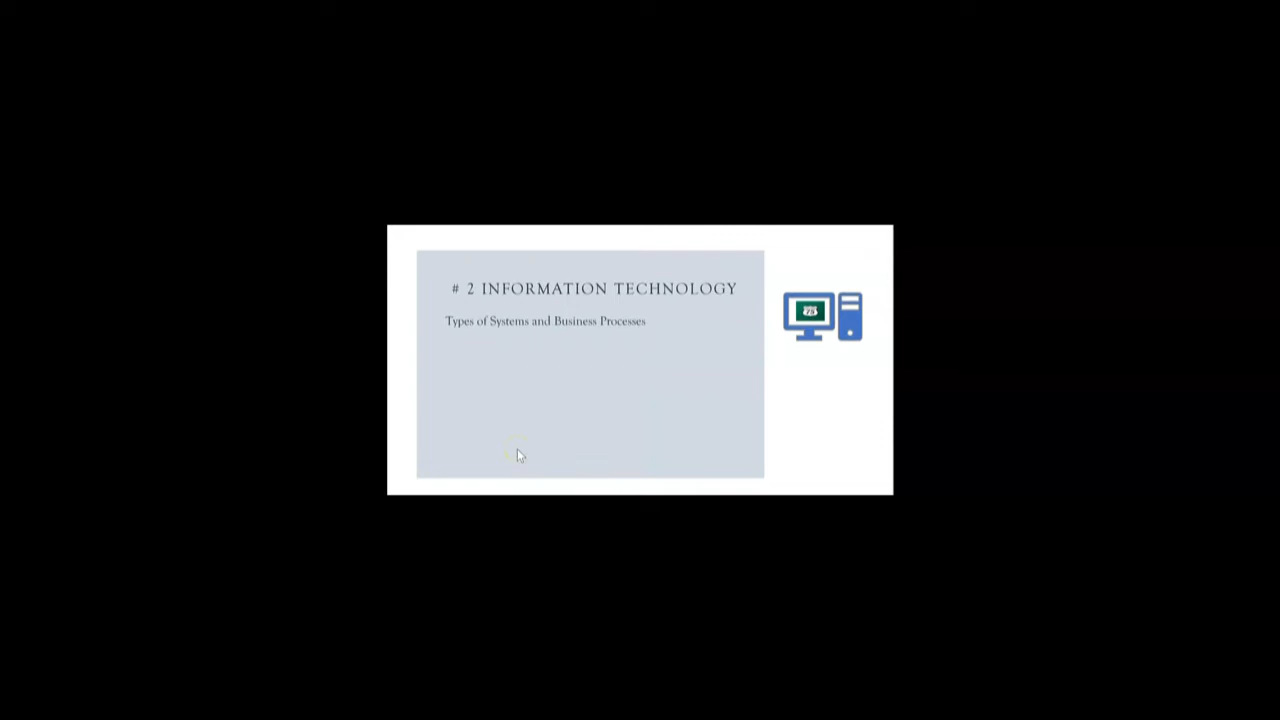 # 2 INFORMATION TECHNOLOGY
Types of Systems and Business Processes